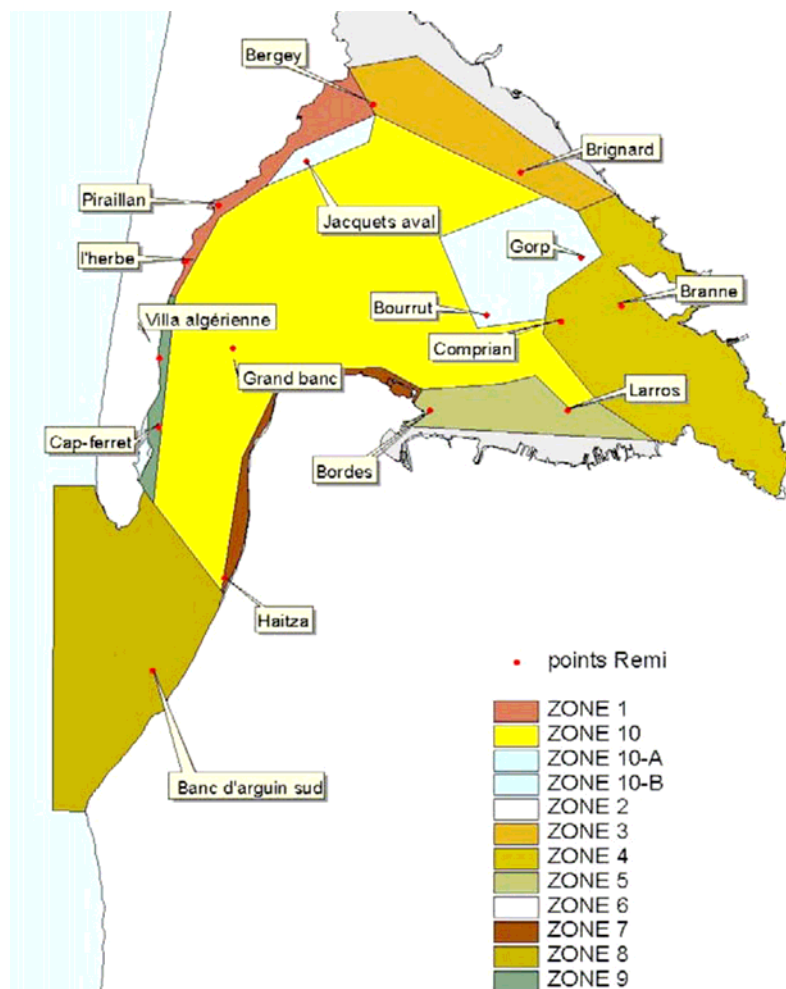 Bergey
Brignard
Piraillan
Jacquets aval
l'herbe
Gorp
Branne
Villa algérienne
Bourrut
Comprian
Grand banc
Larros
Cap-ferret
Bordes
Haitza
points Remi
ZONE 1
ZONE 10
ZONE 10-A
ZONE 10-B
Banc d'arguin sud
ZONE 2
ZONE 3
ZONE 4
ZONE 5
ZONE 6
ZONE 7
ZONE 8
ZONE 9